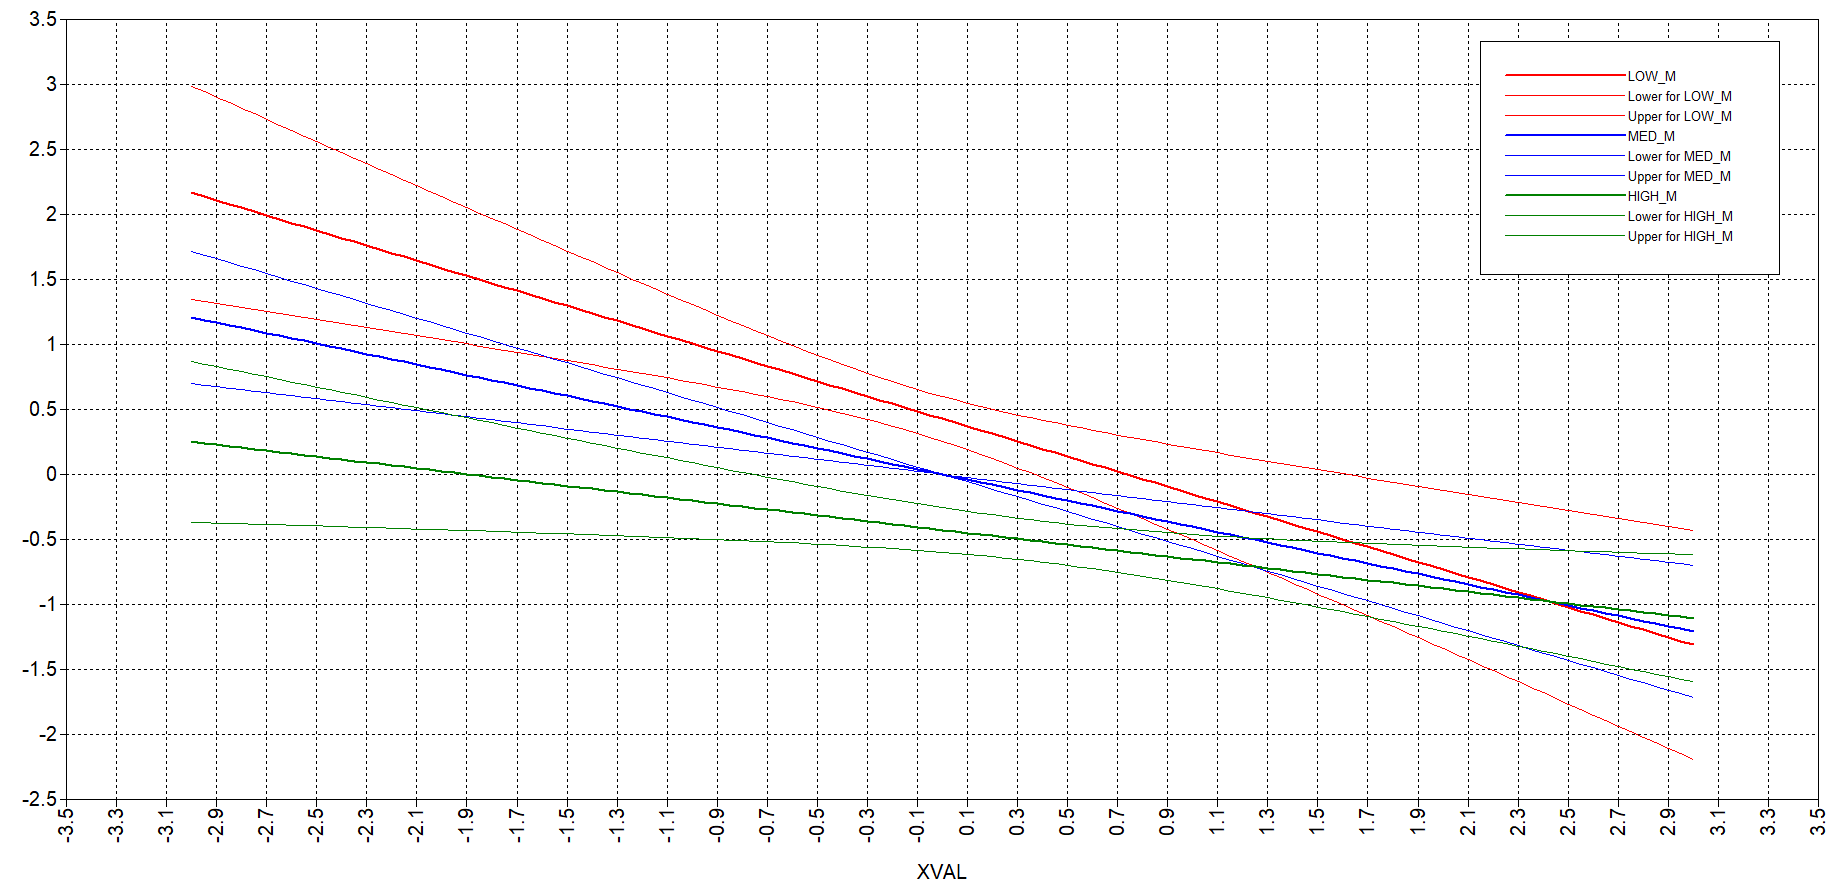 3.5
3
2.5
2
1.5
1
0.5
0
-0.5
-1
-1.5
-2
-2.5
LOW_M
Lower for LOW_M
Upper for LOW_M
MED_M
Lower for MED_M
Upper for MED_M
HIGH_M
Lower for HIGH_M
Upper for HIGH_M
-3.5 -3.3 -3.1 -2.9 -2.7 -2.5 -2.3 -2.1 -1.9 -1.7 -1.5 -1.3 -1.1 -0.9 -0.7 -0.5 -0.3 -0.1 0.1 0.3 0.5 0.7 0.9 1.1 1.3 1.5 1.7 1.9 2.1 2.3 2.5 2.7 2.9 3.1 3.3 3.5
XVAL